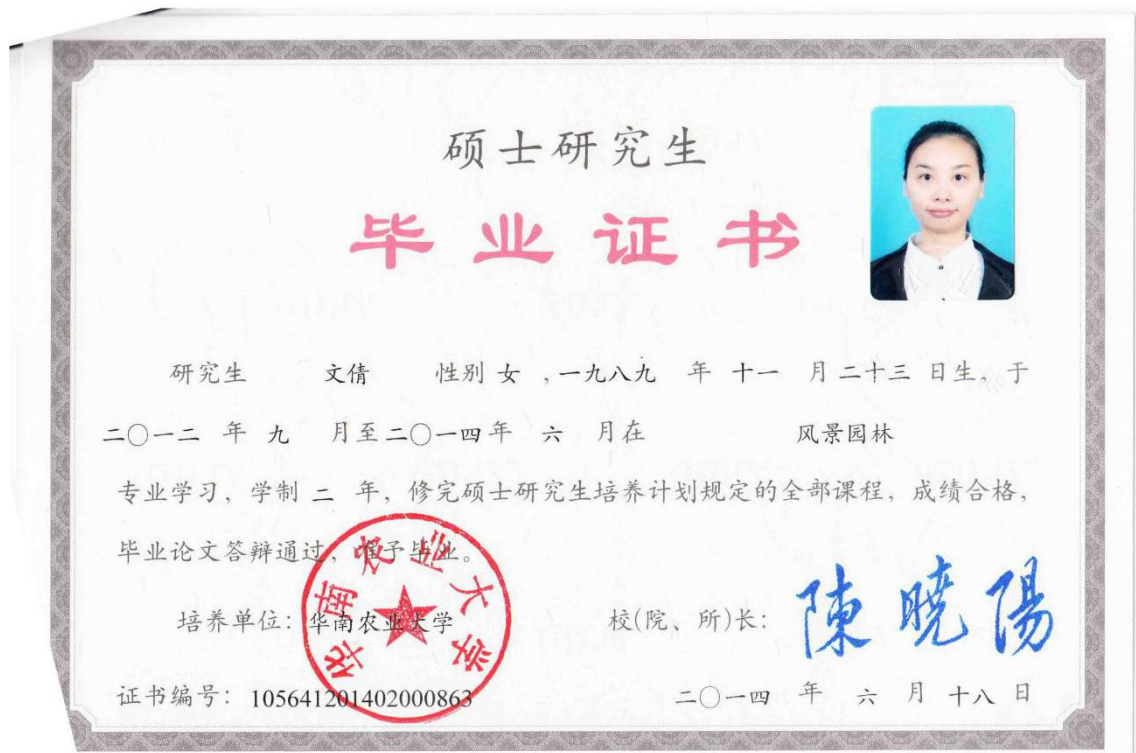 硕士研究生
毕业证书
研究生 文倩 性别 女 ，一九八九 年 十一 月 二十三 日生。于
二〇一二 年 九 月至 二〇一四 年 六 月在 风景园林
专业学习，学制 二 年，修完硕士研究生培养计划规定的全部课程，成绩合格，
毕业论文答辩通过，准予毕业。
培养单位：华南农业大学 校(院、所)长：陳曉陽
华南农业大学
证书编号：105641201402000863 二〇一四 年 六 月 十八 日